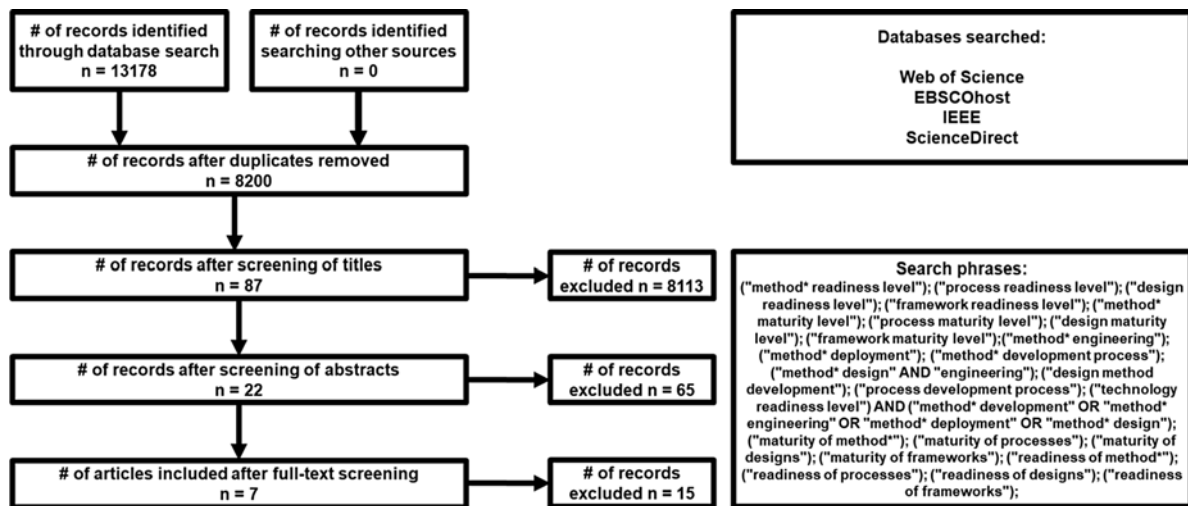 # of records identified
through database search
n = 13178
# of records identified
searching other sources
n = 0
# of records after duplicates removed
n = 8200
# of records after screening of titles
n = 87
# of records
excluded n = 8113
# of records after screening of abstracts
n = 22
# of records
excluded n = 65
# of articles included after full-text screening
n = 7
# of records
excluded n = 15
Databases searched:
Web of Science
EBSCOhost
IEEE
ScienceDirect
Search phrases:
("method* readiness level"); ("process readiness level"); ("design
readiness level"); ("framework readiness level"); ("method*
maturity level"); ("process maturity level"); ("design maturity
level"); ("framework maturity level");("method* engineering");
("method* deployment"); ("method* development process");
("method* design" AND "engineering"); ("design method
development"); ("process development process"); ("technology
readiness level") AND ("method* development" OR "method*
engineering" OR "method* deployment" OR "method* design");
("maturity of method*"); ("maturity of processes"); ("maturity of
designs"); ("maturity of frameworks"); ("readiness of method*");
("readiness of processes"); ("readiness of designs"); ("readiness
of frameworks");